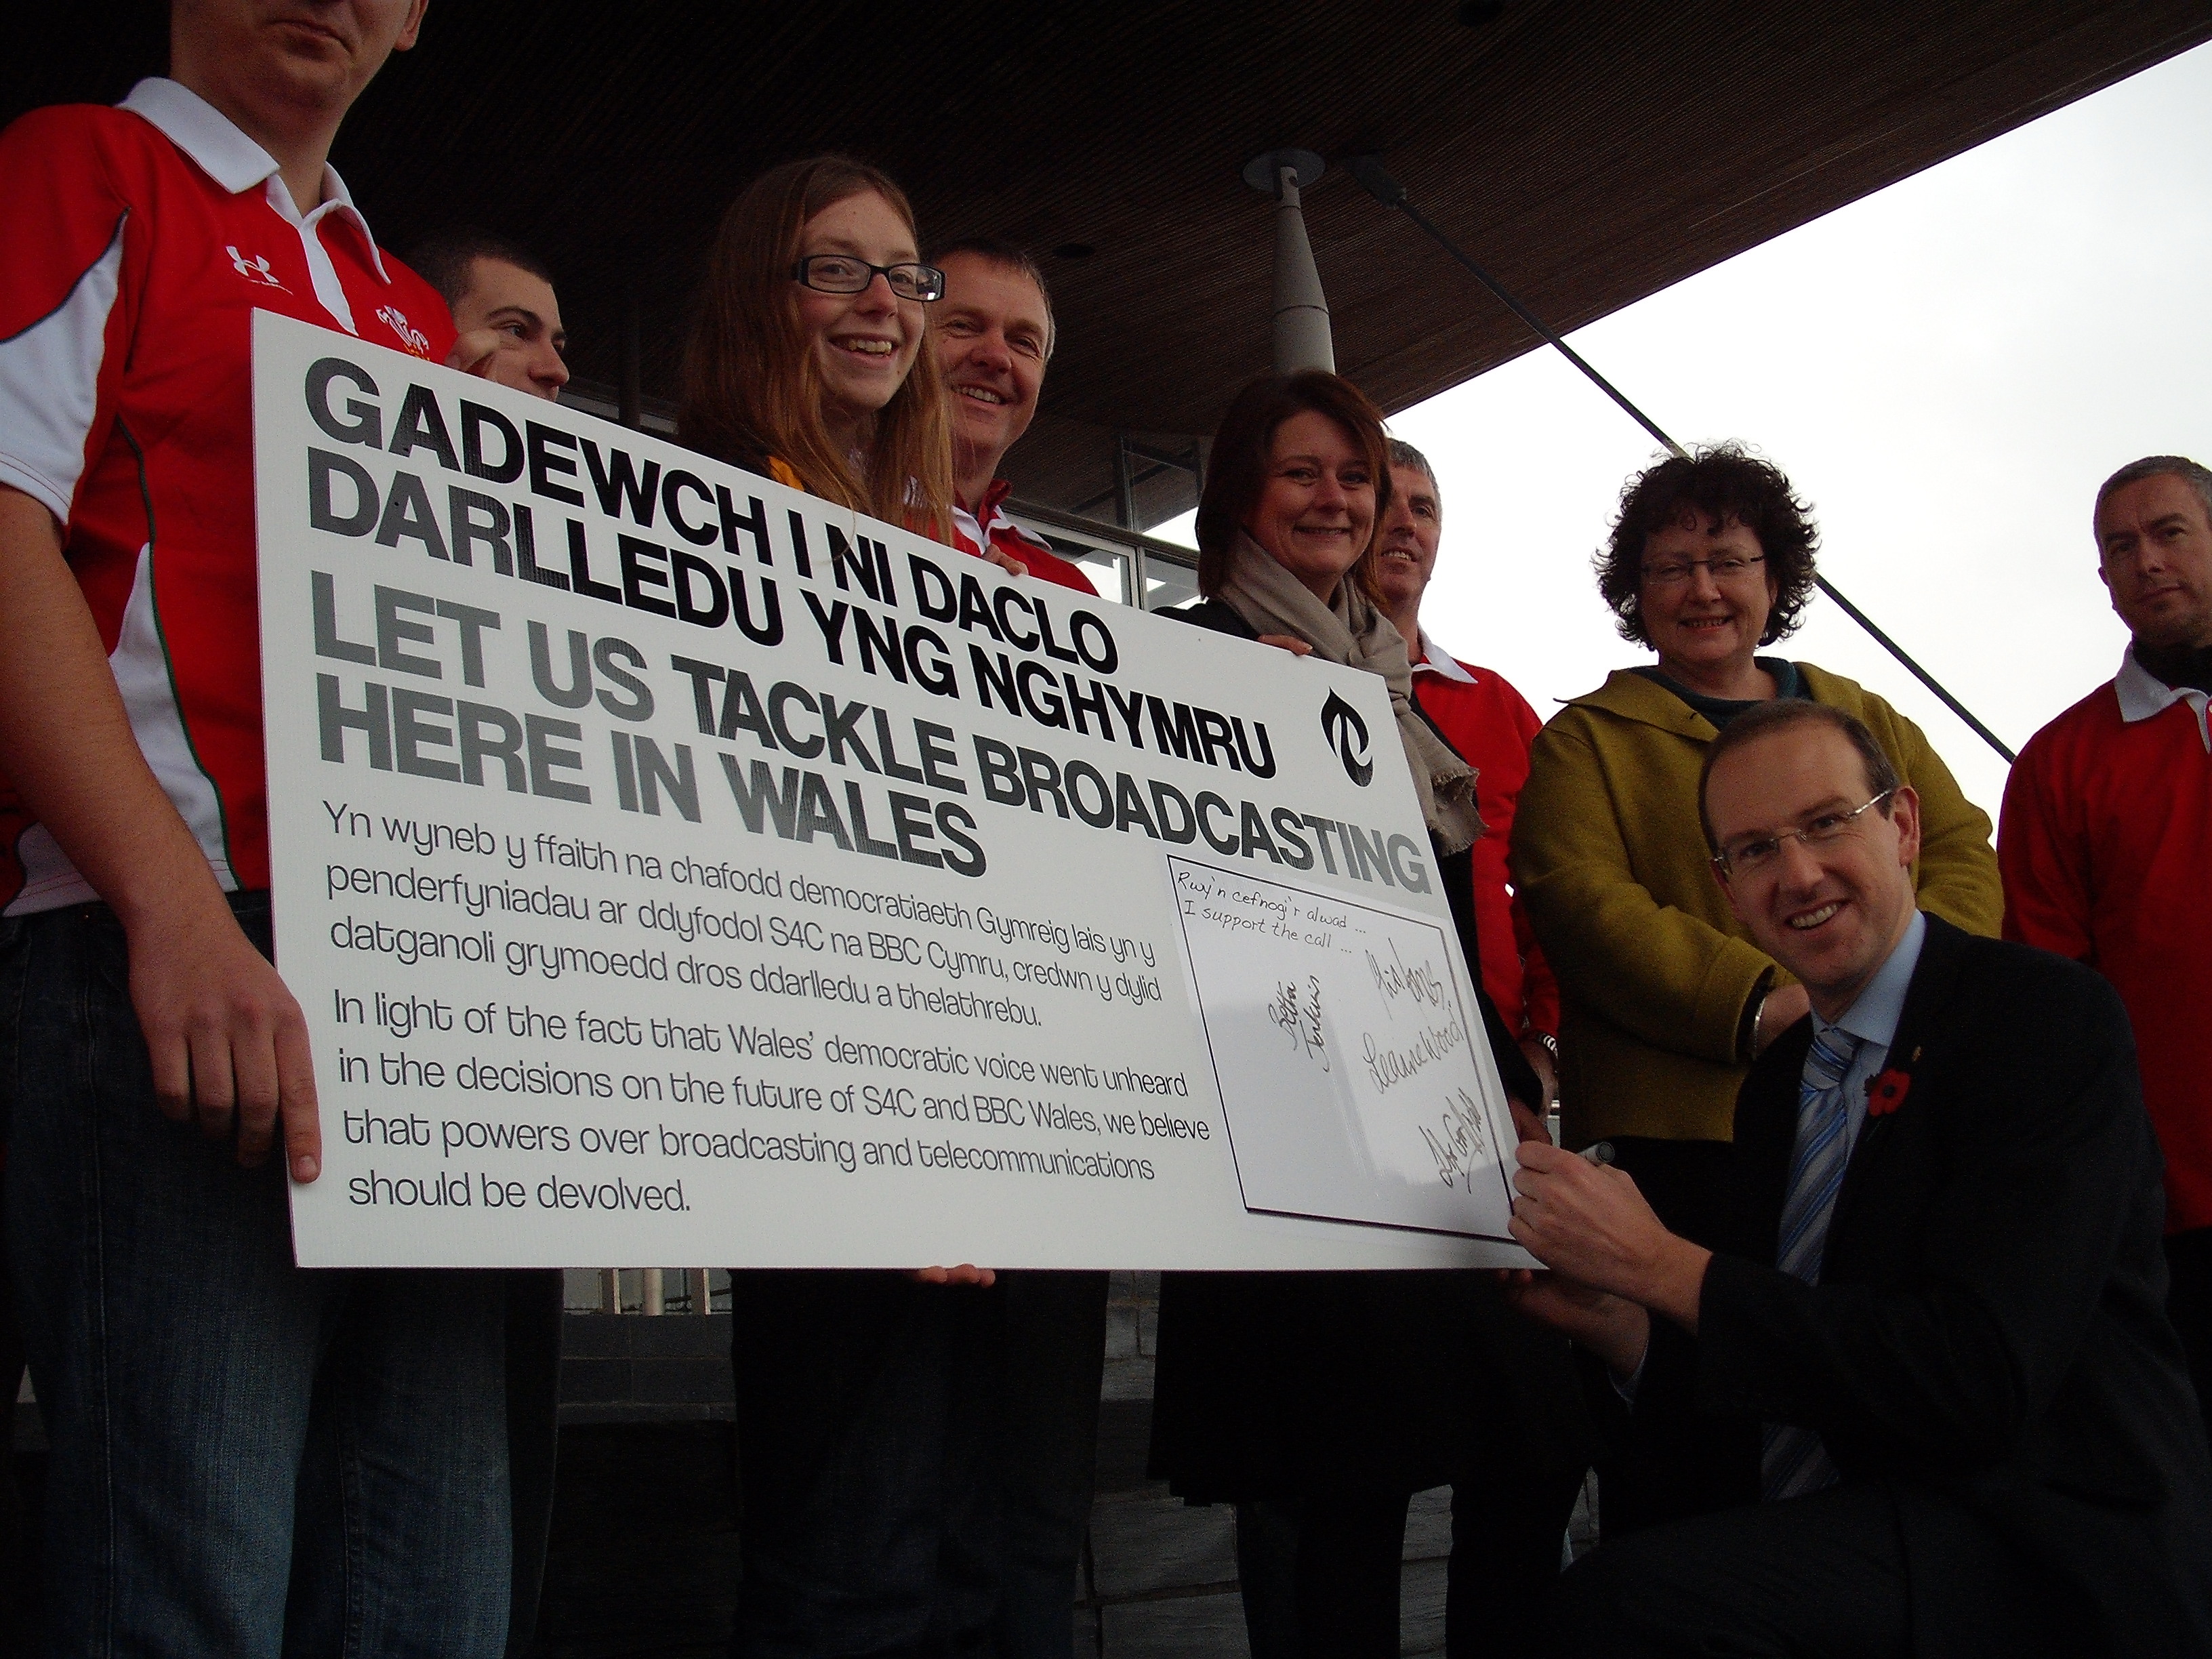 GADEWCH I NI DACLO
DARLLEDU YNG NGHYMRU
LET US TACKLE BROADCASTING
HERE IN WALES
Yn wyneb y ffaith na chafodd democratiaeth Gymreig lais yn y
penderfyniadau ar ddyfodol S4C na BBC Cymru, credwn y dylid
datganoli grymoedd dros ddarlledu a thelathrebu.
In light of the fact that Wales' democratic voice went unheard
in the decisions on the future of S4C and BBC Wales, we believe
that powers over broadcasting and telecommunications
should be devolved.
Rwy'n cefnogi'r alwad ...
I support the call ...
Bethan
Jenkins
Leanne Wood